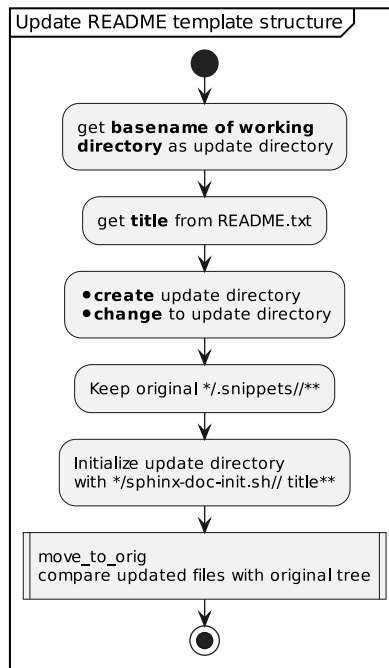 Update README template structure
get basename of working
directory as update directory
get title from README.txt
•create update directory
•change to update directory
Keep original */.snippets//**
Initialize update directory
with */sphinx-doc-init.sh// title**
move_to_orig
compare updated files with original tree